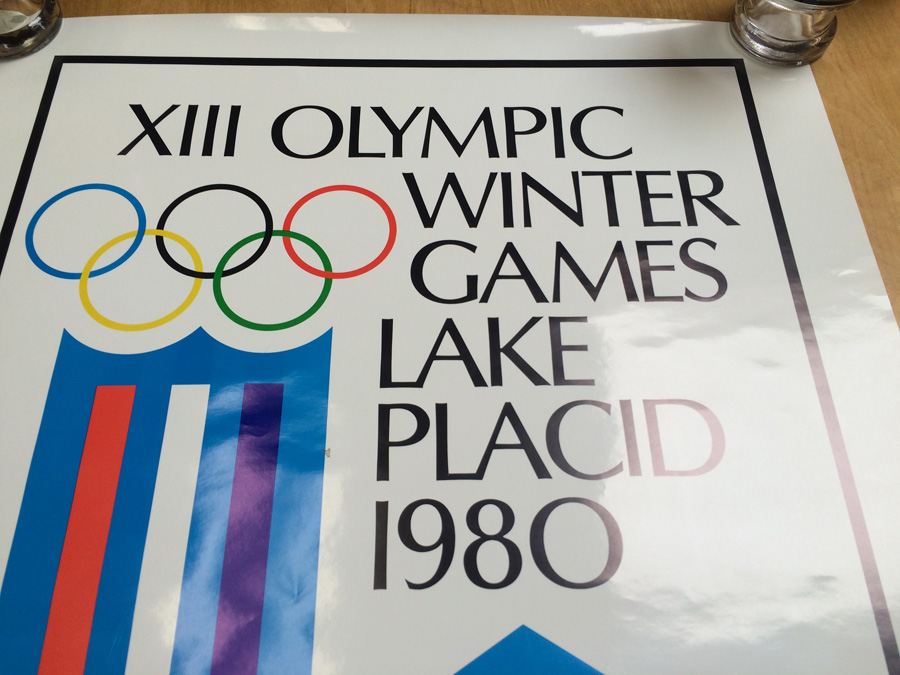 XIII OLYMPIC
WINTER
GAMES
LAKE
PLACID
1980